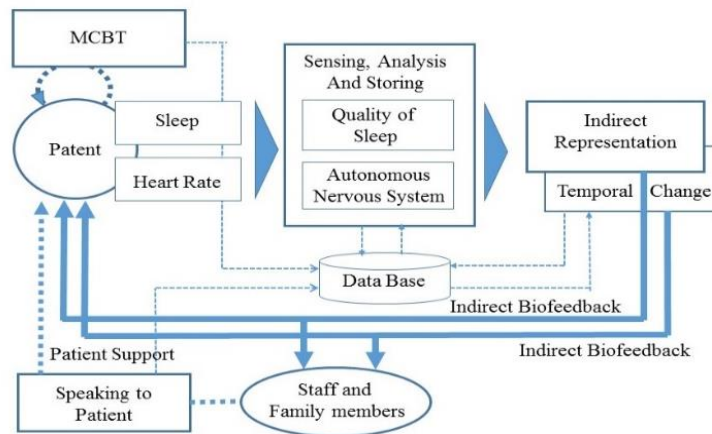 MCBT
Sensing, Analysis
And Storing
Patent
Sleep
Heart Rate
Quality of
Sleep
Autonomous
Nervous System
Indirect
Representation
Temporal Change
Data Base
Indirect Biofeedback
Indirect Biofeedback
Patient Support
Speaking to
Patient
Staff and
Family members